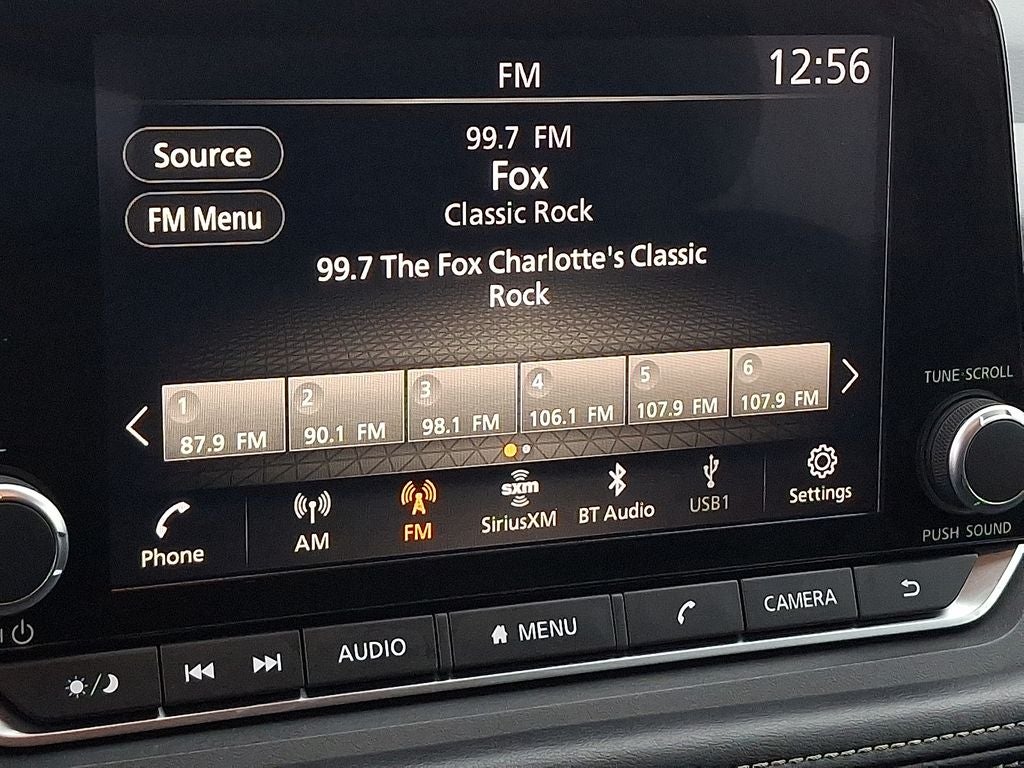 FM
12:56
Source
FM Menu
99.7 FM
Fox
Classic Rock
99.7 The Fox Charlotte's Classic
Rock
1
87.9 FM
2
90.1 FM
3
98.1 FM
4
106.1 FM
5
107.9 FM
6
107.9 FM
Phone
AM
FM
sxm
SiriusXM
BT Audio
USB1
Settings
TUNE·SCROLL
PUSH SOUND
AUDIO
MENU
CAMERA